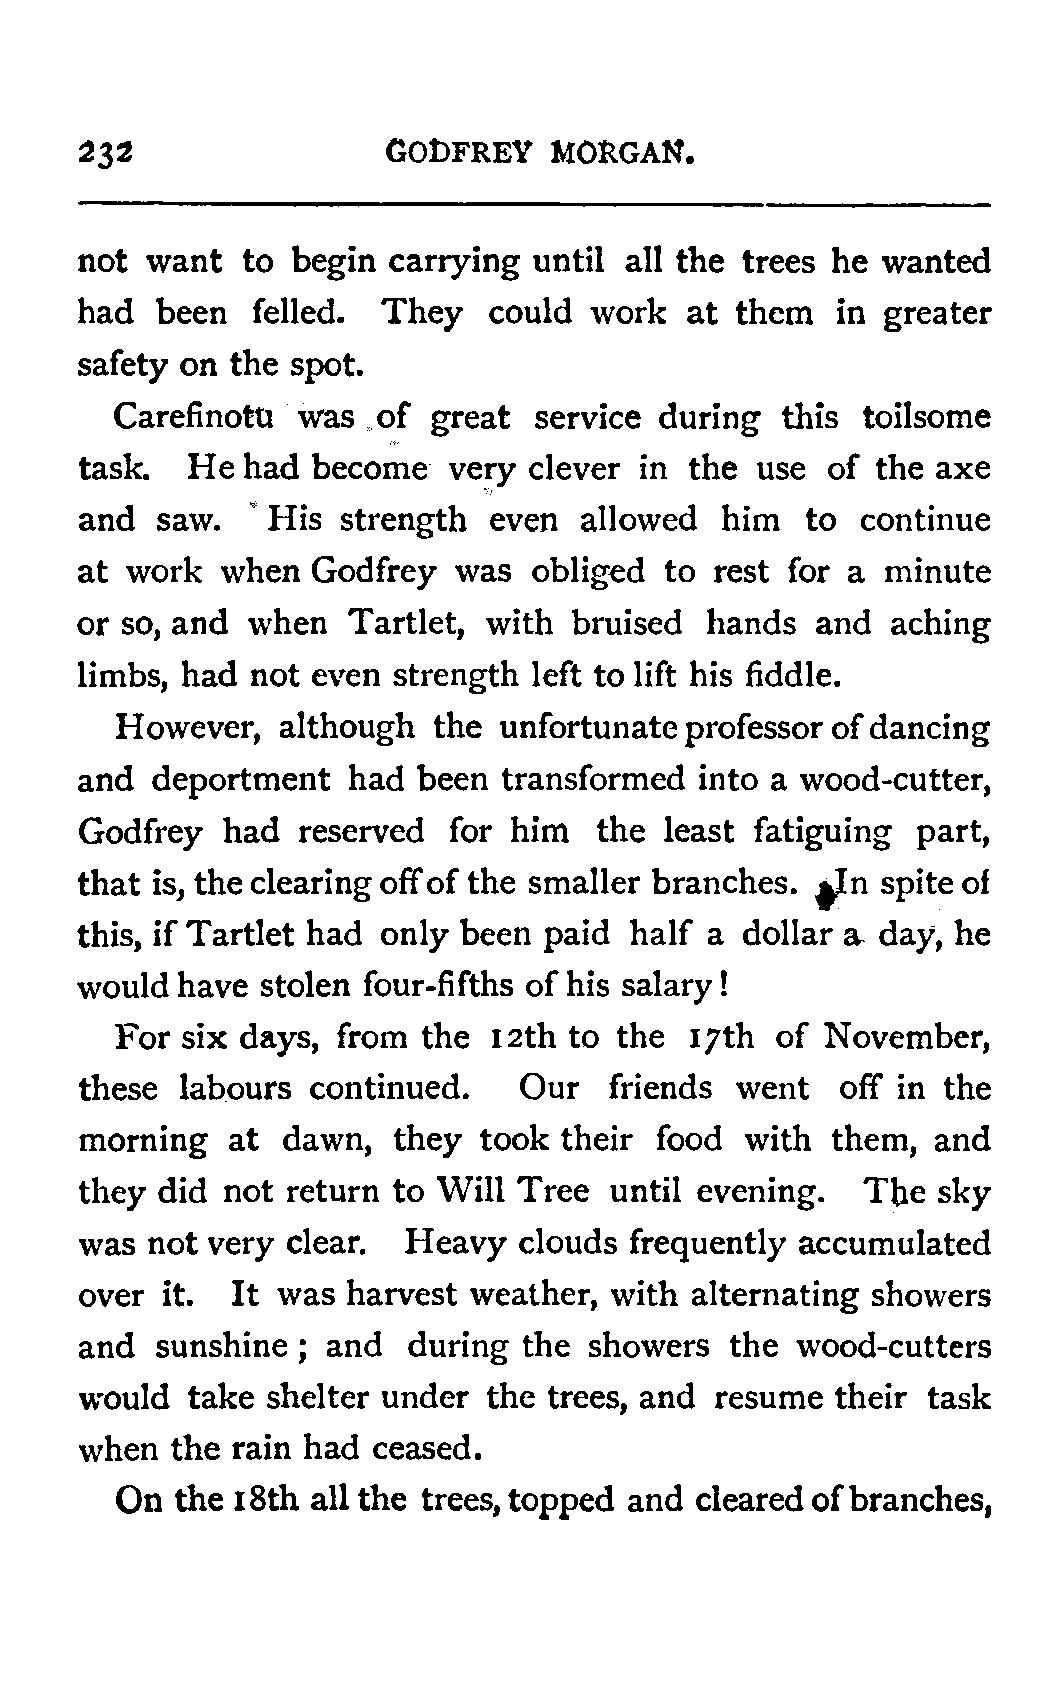 232 GODFREY MORGAN.
not want to begin carrying until all the trees he wanted
had been felled. They could work at them in greater
safety on the spot.
Carefinotu was of great service during this toilsome
task. He had become very clever in the use of the axe
and saw. His strength even allowed him to continue
at work when Godfrey was obliged to rest for a minute
or so, and when Tartlet, with bruised hands and aching
limbs, had not even strength left to lift his fiddle.
However, although the unfortunate professor of dancing
and deportment had been transformed into a wood-cutter,
Godfrey had reserved for him the least fatiguing part,
that is, the clearing off of the smaller branches. In spite of
this, if Tartlet had only been paid half a dollar a day, he
would have stolen four-fifths of his salary!
For six days, from the 12th to the 17th of November,
these labours continued. Our friends went off in the
morning at dawn, they took their food with them, and
they did not return to Will Tree until evening. The sky
was not very clear. Heavy clouds frequently accumulated
over it. It was harvest weather, with alternating showers
and sunshine; and during the showers the wood-cutters
would take shelter under the trees, and resume their task
when the rain had ceased.
On the 18th all the trees, topped and cleared of branches,